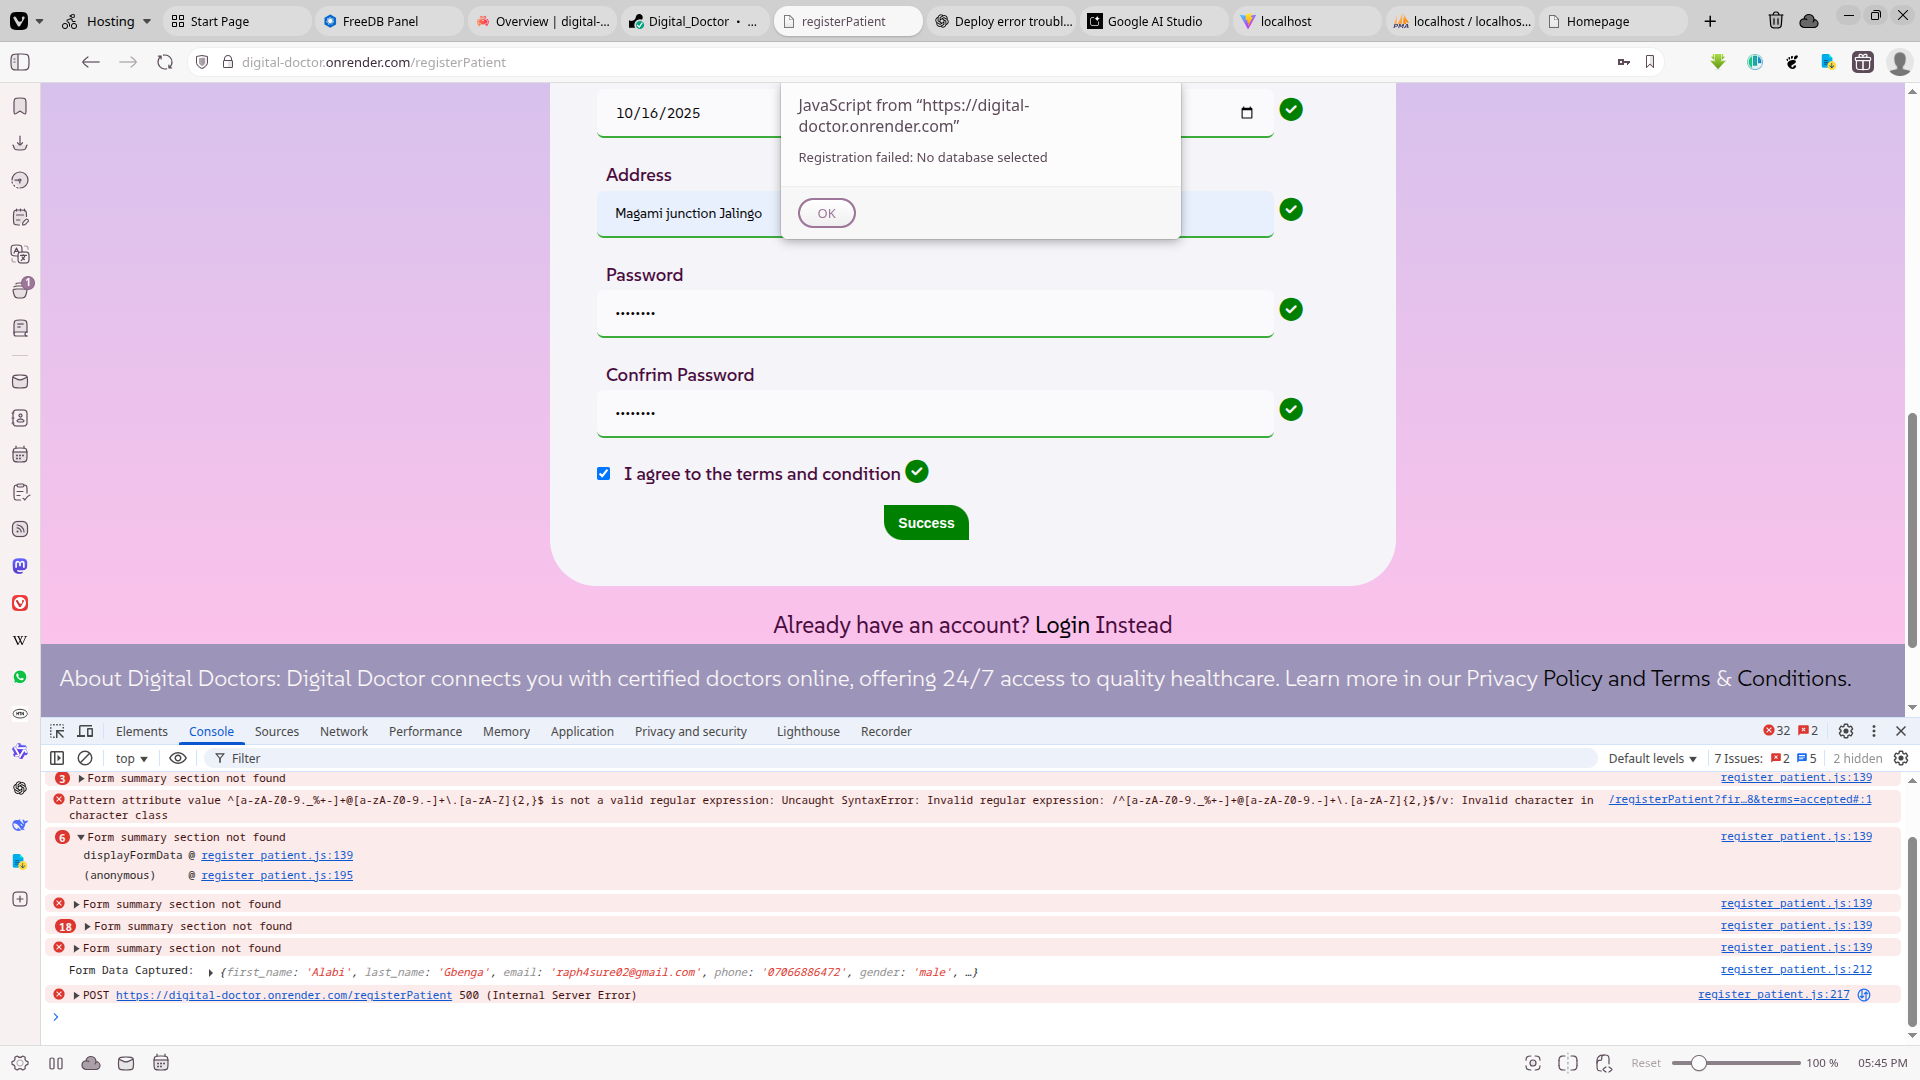 Hosting
Start Page
FreeDB Panel
Overview | digital-...
Digital_Doctor • ...
registerPatient
Deploy error troubl...
Google AI Studio
localhost
localhost / localhos...
Homepage
digital-doctor.onrender.com/registerPatient
JavaScript from “https://digital-
doctor.onrender.com”
Registration failed: No database selected
OK
10/16/2025
Address
Magami junction Jalingo
Password
••••••••
Confrim Password
••••••••
I agree to the terms and condition
Success
Already have an account? Login Instead
About Digital Doctors: Digital Doctor connects you with certified doctors online, offering 24/7 access to quality healthcare. Learn more in our Privacy Policy and Terms & Conditions.
Elements Console Sources Network Performance Memory Application Privacy and security Lighthouse Recorder 32 2
top Filter Default levels 7 Issues: 2 5 2 hidden
3 Form summary section not found register_patient.js:139
Pattern attribute value ^[a-zA-Z0-9._%+-]+@[a-zA-Z0-9.-]+\.[a-zA-Z]{2,}$ is not a valid regular expression: Uncaught SyntaxError: Invalid regular expression: /^[a-zA-Z0-9._%+-]+@[a-zA-Z0-9.-]+\.[a-zA-Z]{2,}$/v: Invalid character in /registerPatient?fir…8&terms=accepted#:1
character class
6 Form summary section not found register_patient.js:139
displayFormData @ register_patient.js:139
(anonymous) @ register_patient.js:195
Form summary section not found register_patient.js:139
18 Form summary section not found register_patient.js:139
Form summary section not found register_patient.js:139
Form Data Captured: {first_name: 'Alabi', last_name: 'Gbenga', email: 'raph4sure02@gmail.com', phone: '07066886472', gender: 'male', …} register_patient.js:212
POST https://digital-doctor.onrender.com/registerPatient 500 (Internal Server Error) register_patient.js:217
1
W
Reset 100 % 05:45 PM